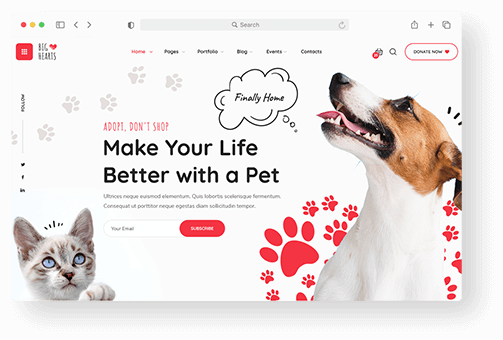 Search
BIG
HEARTS
Home
Pages
Portfolio
Blog
Events
Contacts
DONATE NOW
Finally Home
FOLLOW
ADOPT, DON'T SHOP
Make Your Life
Better with a Pet
Ultrices neque euismod elementum. Quis lobortis scelerisque fermentum.
Consequat ut porttitor neque egestas diam sollicitudin tempor.
Your Email
SUBSCRIBE